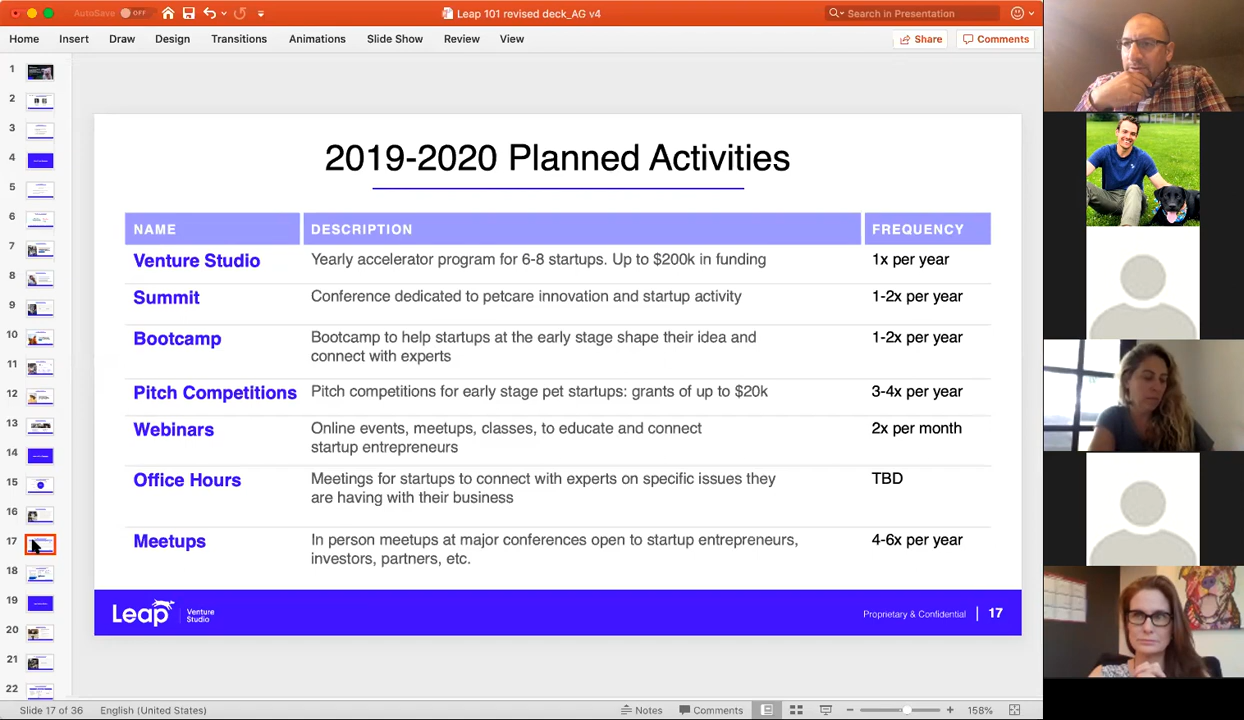 AutoSave OFF
Leap 101 revised deck_AG v4
Search in Presentation
Home Insert Draw Design Transitions Animations Slide Show Review View
Share Comments
1
2
3
4
5
6
7
8
9
10
11
12
13
14
15
16
17
18
19
20
21
22
2019-2020 Planned Activities
NAME DESCRIPTION FREQUENCY
Venture Studio Yearly accelerator program for 6-8 startups. Up to $200k in funding 1x per year
Summit Conference dedicated to petcare innovation and startup activity 1-2x per year
Bootcamp Bootcamp to help startups at the early stage shape their idea and 1-2x per year
connect with experts
Pitch Competitions Pitch competitions for early stage pet startups: grants of up to $20k 3-4x per year
Webinars Online events, meetups, classes, to educate and connect 2x per month
startup entrepreneurs
Office Hours Meetings for startups to connect with experts on specific issues they TBD
are having with their business
Meetups In person meetups at major conferences open to startup entrepreneurs, 4-6x per year
investors, partners, etc.
Leap Venture
Studio
Proprietary & Confidential | 17
Slide 17 of 36 English (United States) Notes Comments 158%